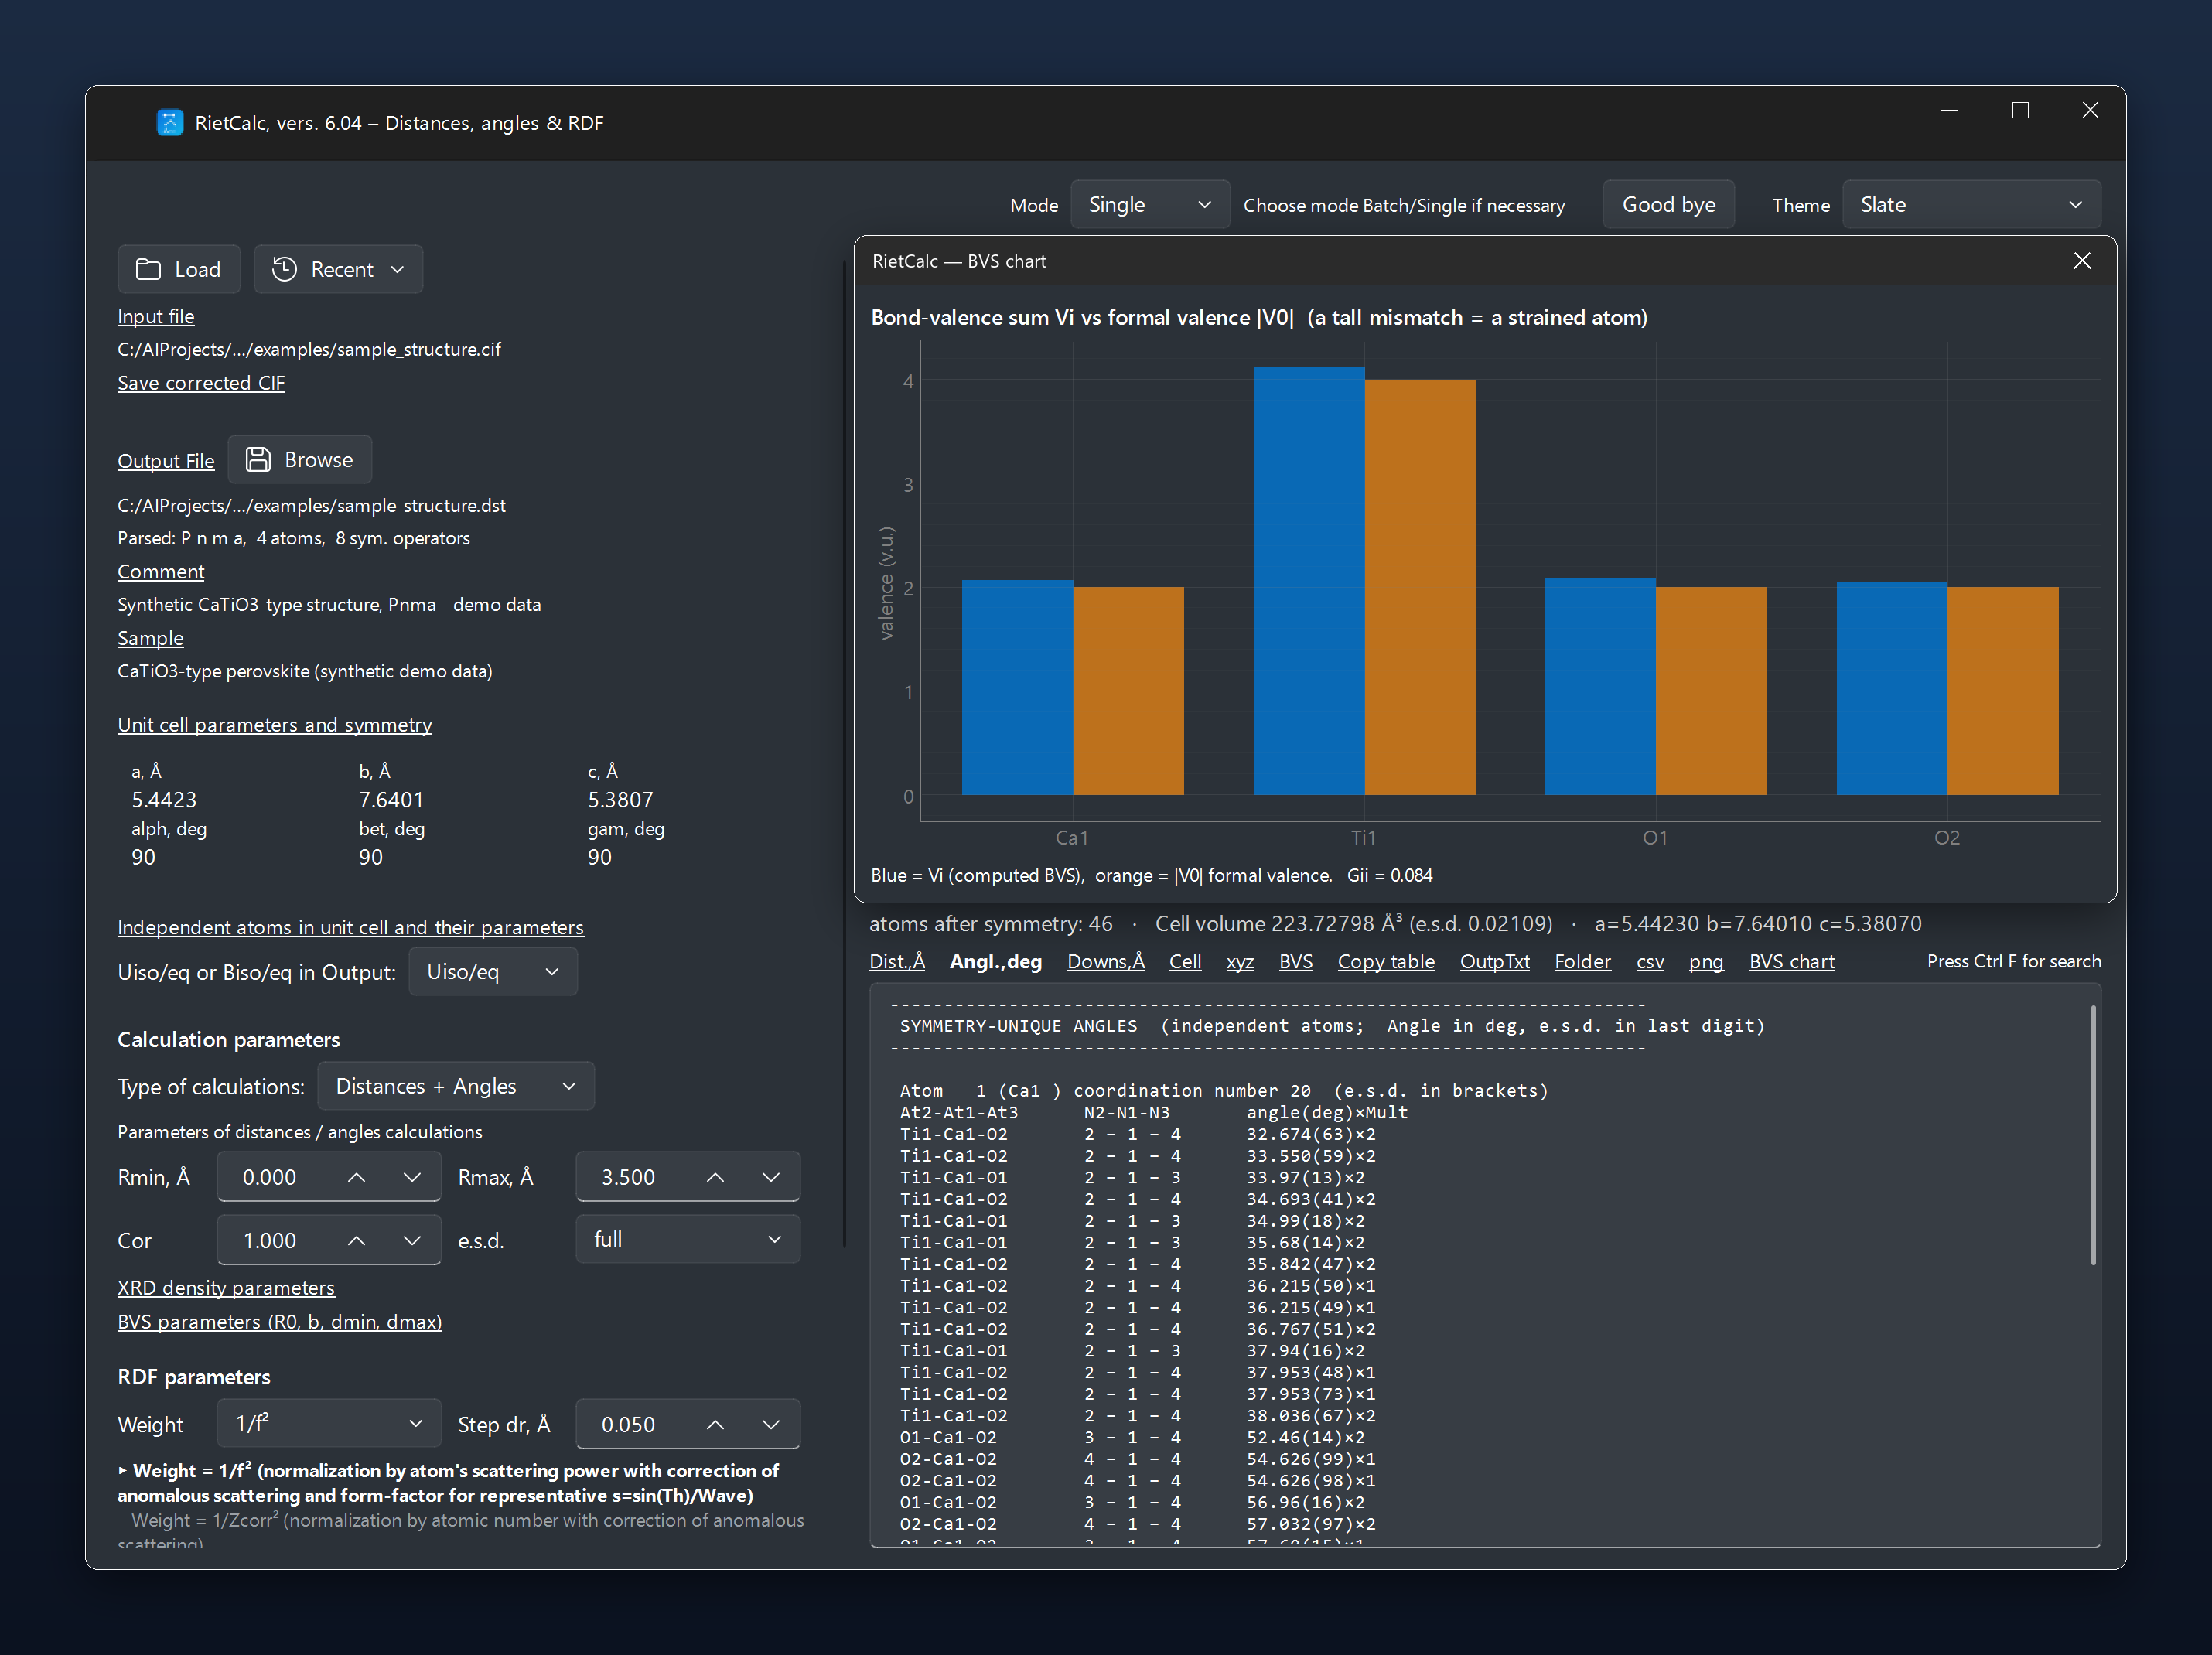 RietCalc, vers. 6.04 – Distances, angles & RDF
Mode Single Choose mode Batch/Single if necessary Good bye Theme Slate
Load Recent
Input file
C:/AIProjects/.../examples/sample_structure.cif
Save corrected CIF
Output File Browse
C:/AIProjects/.../examples/sample_structure.dst
Parsed: P n m a, 4 atoms, 8 sym. operators
Comment
Synthetic CaTiO3-type structure, Pnma - demo data
Sample
CaTiO3-type perovskite (synthetic demo data)
Unit cell parameters and symmetry
a, Å b, Å c, Å
5.4423 7.6401 5.3807
alph, deg bet, deg gam, deg
90 90 90
Independent atoms in unit cell and their parameters
Uiso/eq or Biso/eq in Output: Uiso/eq
Calculation parameters
Type of calculations: Distances + Angles
Parameters of distances / angles calculations
Rmin, Å 0.000 Rmax, Å 3.500
Cor 1.000 e.s.d. full
XRD density parameters
BVS parameters (R0, b, dmin, dmax)
RDF parameters
Weight 1/f² Step dr, Å 0.050
▸ Weight = 1/f² (normalization by atom's scattering power with correction of
anomalous scattering and form-factor for representative s=sin(Th)/Wave)
Weight = 1/Zcorr² (normalization by atomic number with correction of anomalous
scattering)
RietCalc — BVS chart
Bond-valence sum Vi vs formal valence |V0| (a tall mismatch = a strained atom)
valence (v.u.)
4
3
2
1
0
Ca1 Ti1 O1 O2
Blue = Vi (computed BVS), orange = |V0| formal valence. Gii = 0.084
atoms after symmetry: 46 · Cell volume 223.72798 Å³ (e.s.d. 0.02109) · a=5.44230 b=7.64010 c=5.38070
Dist.,Å Angl.,deg Downs,Å Cell xyz BVS Copy table OutpTxt Folder csv png BVS chart Press Ctrl F for search
----------------------------------------------------------------------
SYMMETRY-UNIQUE ANGLES (independent atoms; Angle in deg, e.s.d. in last digit)
----------------------------------------------------------------------
Atom 1 (Ca1 ) coordination number 20 (e.s.d. in brackets)
At2-At1-At3 N2-N1-N3 angle(deg)×Mult
Ti1-Ca1-O2 2 - 1 - 4 32.674(63)×2
Ti1-Ca1-O2 2 - 1 - 4 33.550(59)×2
Ti1-Ca1-O1 2 - 1 - 3 33.97(13)×2
Ti1-Ca1-O2 2 - 1 - 4 34.693(41)×2
Ti1-Ca1-O1 2 - 1 - 3 34.99(18)×2
Ti1-Ca1-O1 2 - 1 - 3 35.68(14)×2
Ti1-Ca1-O2 2 - 1 - 4 35.842(47)×2
Ti1-Ca1-O2 2 - 1 - 4 36.215(50)×1
Ti1-Ca1-O2 2 - 1 - 4 36.215(49)×1
Ti1-Ca1-O2 2 - 1 - 4 36.767(51)×2
Ti1-Ca1-O1 2 - 1 - 3 37.94(16)×2
Ti1-Ca1-O2 2 - 1 - 4 37.953(48)×1
Ti1-Ca1-O2 2 - 1 - 4 37.953(73)×1
Ti1-Ca1-O2 2 - 1 - 4 38.036(67)×2
O1-Ca1-O2 3 - 1 - 4 52.46(14)×2
O2-Ca1-O2 4 - 1 - 4 54.626(99)×1
O2-Ca1-O2 4 - 1 - 4 54.626(98)×1
O1-Ca1-O2 3 - 1 - 4 56.96(16)×2
O2-Ca1-O2 4 - 1 - 4 57.032(97)×2